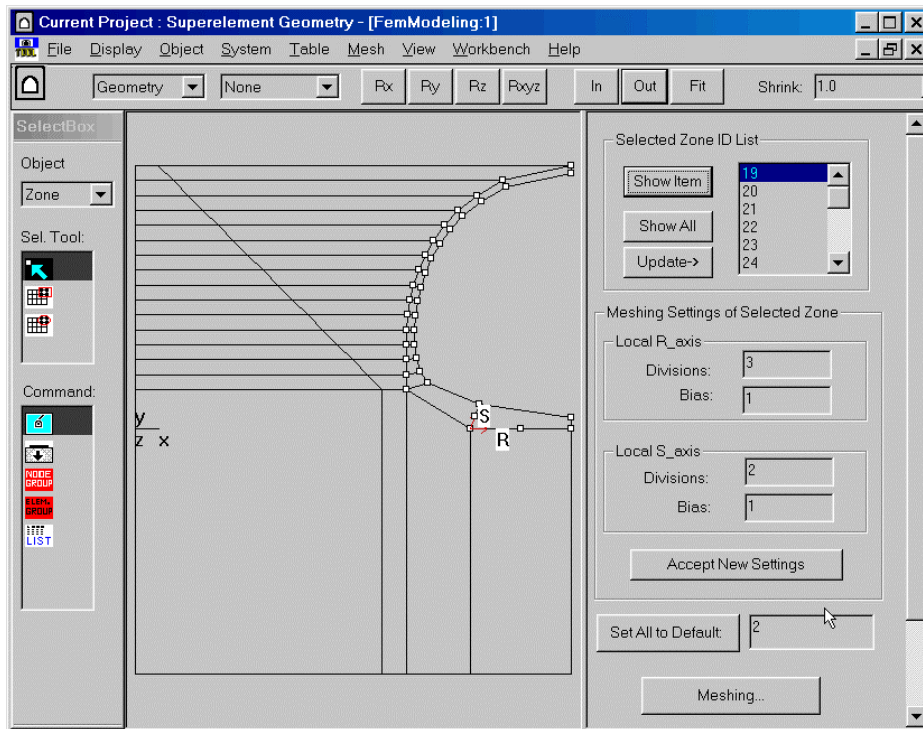 Current Project : Superelement Geometry - [FemModeling:1]
TOOL File Display Object System Table Mesh View Workbench Help
Geometry None Rx Ry Rz Rxyz In Out Fit Shrink: 1.0
SelectBox
Object
Zone
Sel. Tool:
Command:
NODE
GROUP
ELEM.
GROUP
LIST
y
z x
S
R
Selected Zone ID List
Show Item
Show All
Update->
19
20
21
22
23
24
Meshing Settings of Selected Zone
Local R_axis
Divisions: 3
Bias: 1
Local S_axis
Divisions: 2
Bias: 1
Accept New Settings
Set All to Default: 2
Meshing...